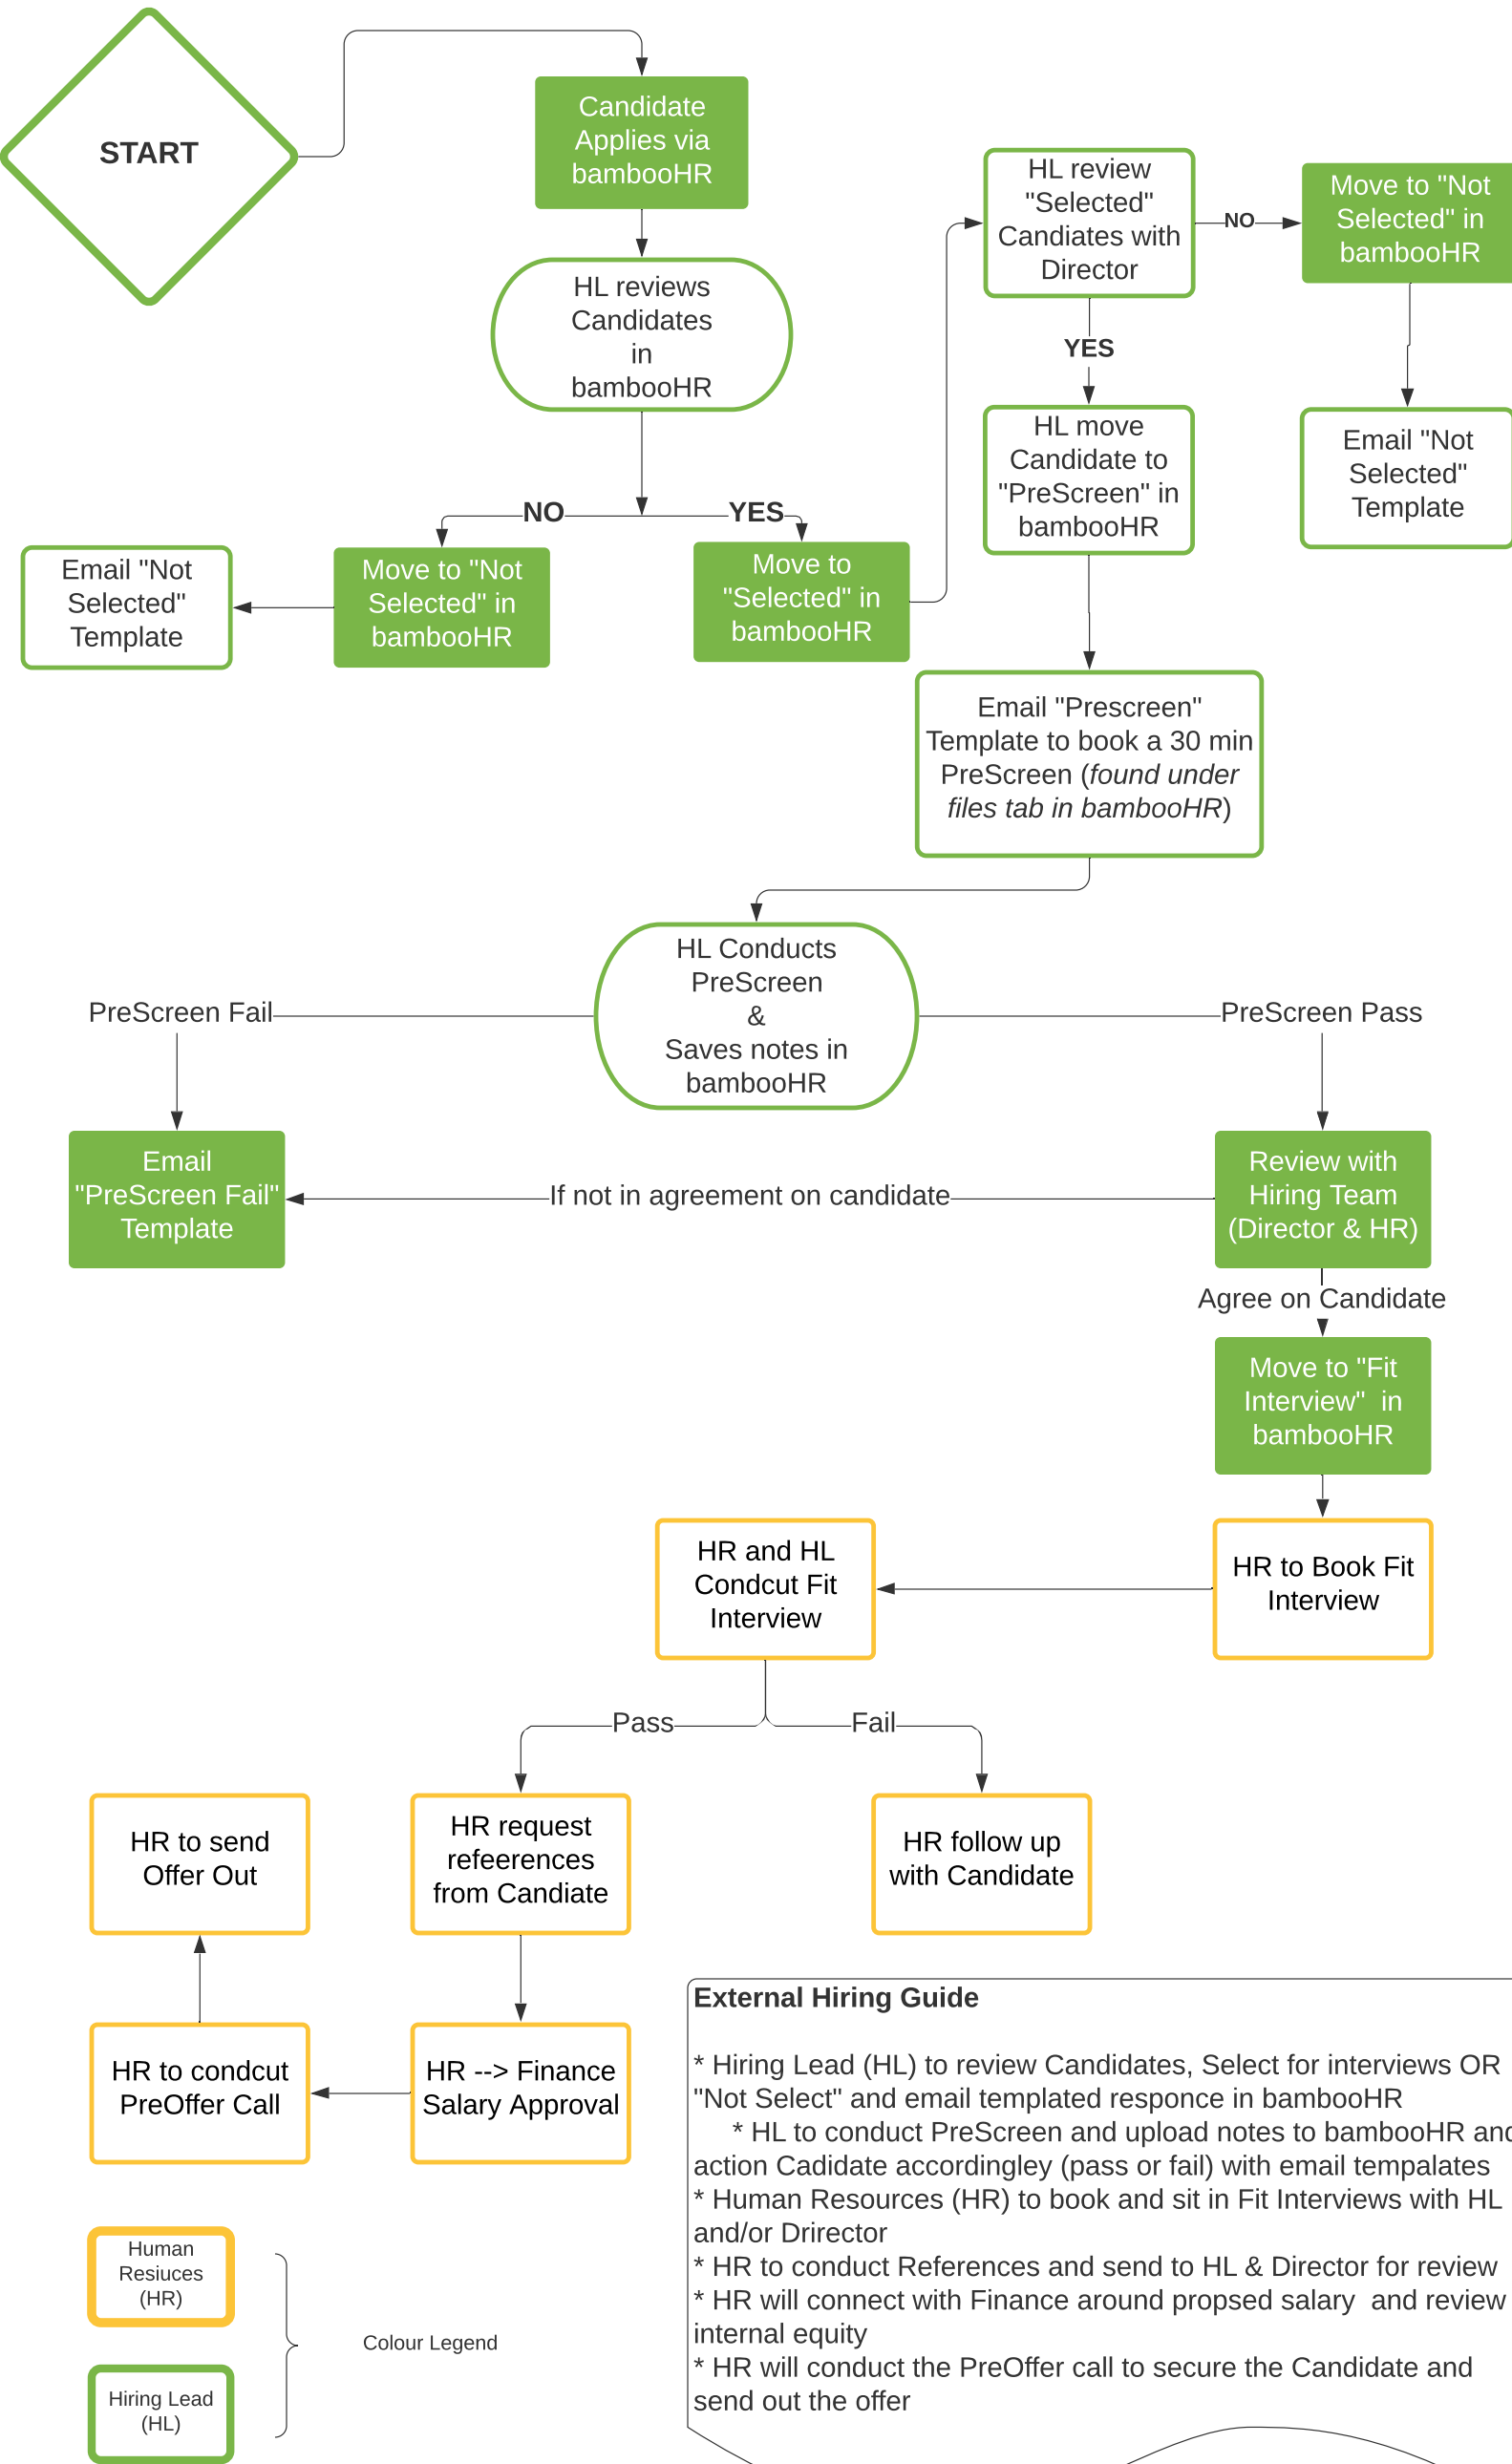 START
Candidate
Applies via
bambooHR
HL reviews
Candidates
in
bambooHR
NO
YES
Email "Not
Selected"
Template
Move to "Not
Selected" in
bambooHR
Move to
"Selected" in
bambooHR
HL review
"Selected"
Candiates with
Director
NO
Move to "Not
Selected" in
bambooHR
YES
HL move
Candidate to
"PreScreen" in
bambooHR
Email "Not
Selected"
Template
Email "Prescreen"
Template to book a 30 min
PreScreen (found under
files tab in bambooHR)
HL Conducts
PreScreen
&
Saves notes in
bambooHR
PreScreen Fail
PreScreen Pass
Email
"PreScreen Fail"
Template
If not in agreement on candidate
Review with
Hiring Team
(Director & HR)
Agree on Candidate
Move to "Fit
Interview"  in
bambooHR
HR and HL
Condcut Fit
Interview
HR to Book Fit
Interview
Pass
Fail
HR to send
Offer Out
HR request
refeerences
from Candiate
HR follow up
with Candidate
HR to condcut
PreOffer Call
HR --> Finance
Salary Approval
External Hiring Guide
* Hiring Lead (HL) to review Candidates, Select for interviews OR
"Not Select" and email templated responce in bambooHR
* HL to conduct PreScreen and upload notes to bambooHR and
action Cadidate accordingley (pass or fail) with email tempalates
* Human Resources (HR) to book and sit in Fit Interviews with HL
and/or Drirector
* HR to conduct References and send to HL & Director for review
* HR will connect with Finance around propsed salary  and review
internal equity
* HR will conduct the PreOffer call to secure the Candidate and
send out the offer
Human
Resiuces
(HR)
Colour Legend
Hiring Lead
(HL)